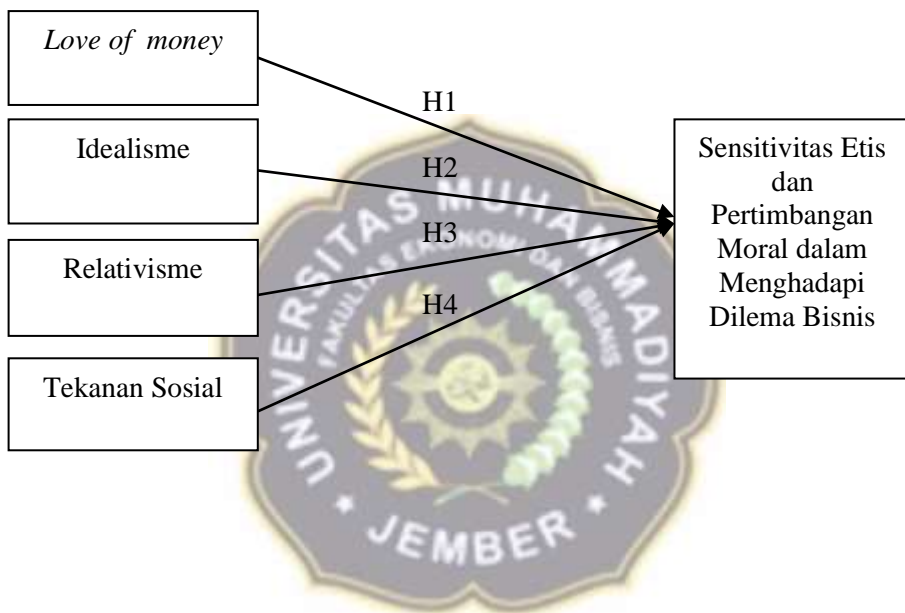 Love of money
H1
Idealisme
H2
Relativisme
H3
Tekanan Sosial
H4
Sensitivitas Etis
dan
Pertimbangan
Moral dalam
Menghadapi
Dilema Bisnis
UNIVERSITAS MUHAMMADIYAH
FAKULTAS EKONOMI DAN BISNIS
JEMBER